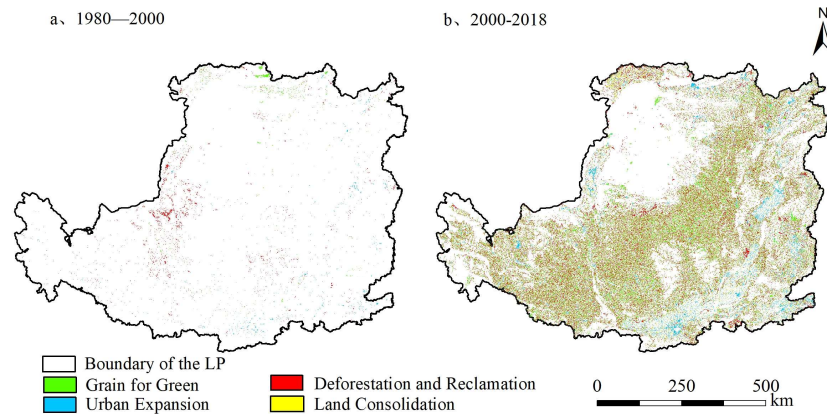 a、1980—2000
b、2000-2018
N
Boundary of the LP
Grain for Green
Urban Expansion
Deforestation and Reclamation
Land Consolidation
0 250 500
km